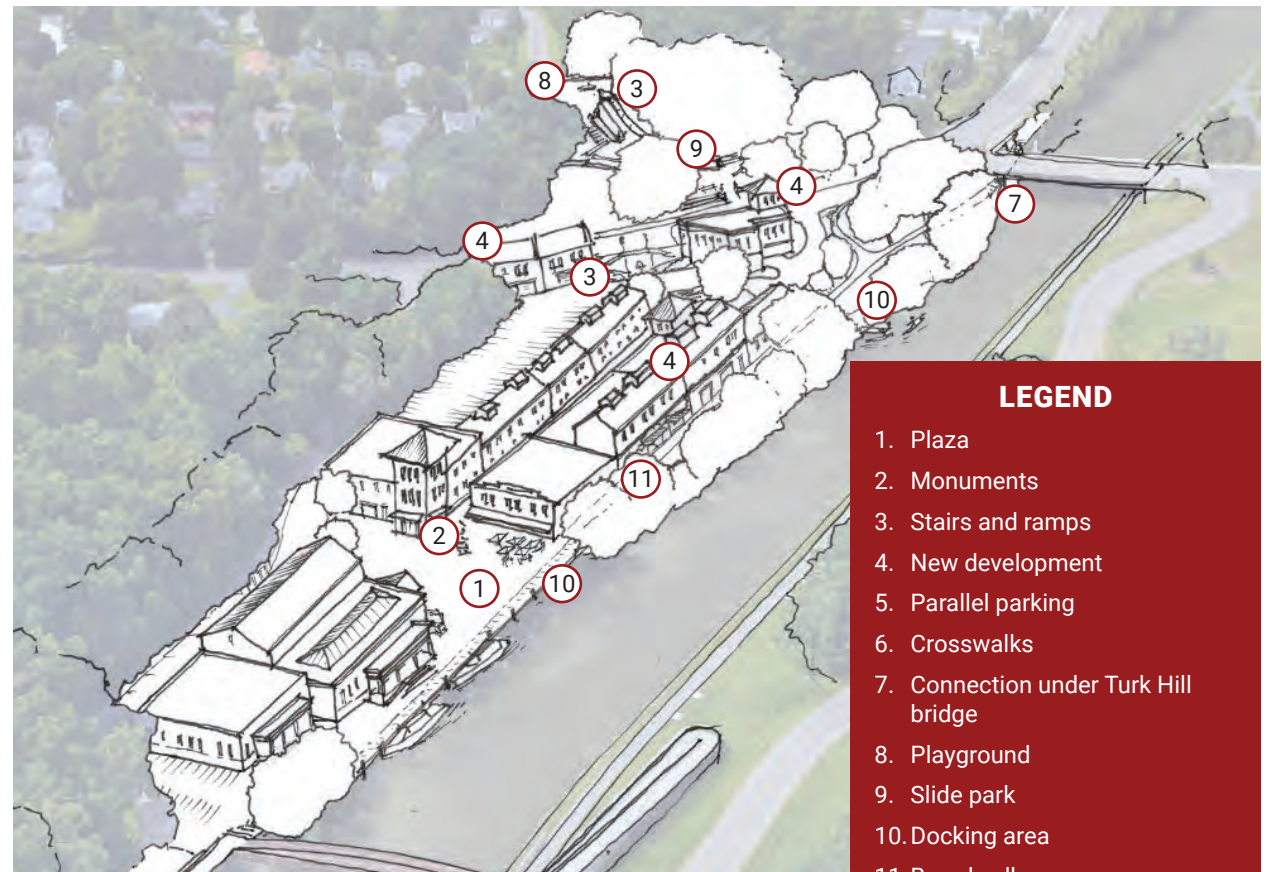 8
3
9
4
7
4
3
10
4
11
2
10
1
LEGEND
1. Plaza
2. Monuments
3. Stairs and ramps
4. New development
5. Parallel parking
6. Crosswalks
7. Connection under Turk Hill
bridge
8. Playground
9. Slide park
10. Docking area